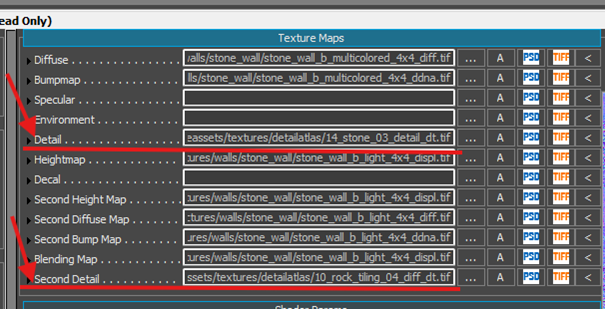 ead Only)
Texture Maps
Diffuse . . . . . . . . . . . . . /alls/stone_wall/stone_wall_b_multicolored_4x4_diff.tif ... A PSD TIFF <
Bumpmap . . . . . . . . . . . lls/stone_wall/stone_wall_b_multicolored_4x4_ddna.tif ... A PSD TIFF <
Specular . . . . . . . . . . . . ... A PSD TIFF <
Environment . . . . . . . . . ... A PSD TIFF <
Detail . . . . . . . . . . . . . . eassets/textures/detailatlas/14_stone_03_detail_dt.tif ... A PSD TIFF <
Heightmap . . . . . . . . . . :ures/walls/stone_wall/stone_wall_b_light_4x4_displ.tif ... A PSD TIFF <
Decal . . . . . . . . . . . . . . ... A PSD TIFF <
Second Height Map . . . . :ures/walls/stone_wall/stone_wall_b_light_4x4_displ.tif ... A PSD TIFF <
Second Diffuse Map . . . :tures/walls/stone_wall/stone_wall_b_light_4x4_diff.tif ... A PSD TIFF <
Second Bump Map . . . . ures/walls/stone_wall/stone_wall_b_light_4x4_ddna.tif ... A PSD TIFF <
Blending Map . . . . . . . . :ures/walls/stone_wall/stone_wall_b_light_4x4_displ.tif ... A PSD TIFF <
Second Detail . . . . . . . . ssets/textures/detailatlas/10_rock_tiling_04_diff_dt.tif ... A PSD TIFF <
Shader Params